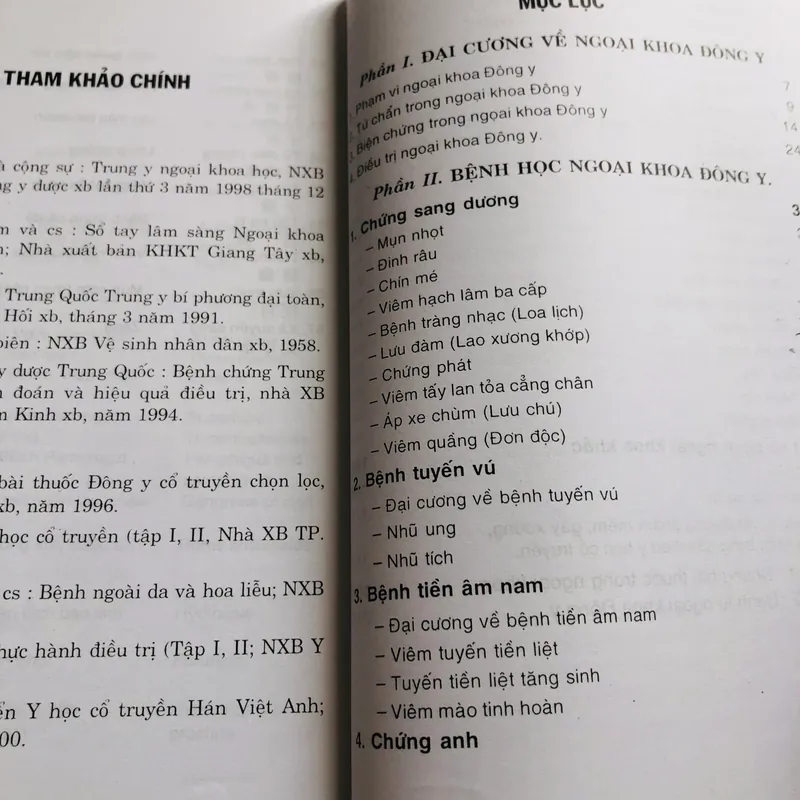 THAM KHẢO CHÍNH
cộng sự : Trung y ngoại khoa học, NXB
y dược xb lần thứ 3 năm 1998 tháng 12
và cs : Sổ tay lâm sàng Ngoại khoa
Nhà xuất bản KHKT Giang Tây xb,
Trung Quốc Trung y bí phương đại toàn,
Hối xb, tháng 3 năm 1991.
biên : NXB Vệ sinh nhân dân xb, 1958.
dược Trung Quốc : Bệnh chứng Trung
đoán và hiệu quả điều trị, nhà XB
Kinh xb, năm 1994.
bài thuốc Đông y cổ truyền chọn lọc,
xb, năm 1996.
học cổ truyền (tập I, II, Nhà XB TP.
cs : Bệnh ngoài da và hoa liễu; NXB
hực hành điều trị (Tập I, II; NXB Y
Y học cổ truyền Hán Việt Anh;
00.
MỤC LỤC
Phần I. ĐẠI CƯƠNG VỀ NGOẠI KHOA ĐÔNG Y
1. Phạm vi ngoại khoa Đông y 7
2. Tứ chẩn trong ngoại khoa Đông y 9
3. Biện chứng trong ngọai khoa Đông y 14
4. Điều trị ngoại khoa Đông y. 24
Phần II. BỆNH HỌC NGOẠI KHOA ĐÔNG Y.
1. Chứng sang dương 3
– Mụn nhọt
– Đinh râu
– Chín mé
– Viêm hạch lâm ba cấp
– Bệnh tràng nhạc (Loa lịch)
– Lưu đàm (Lao xương khớp)
– Chứng phát
– Viêm tấy lan tỏa cẳng chân
– Áp xe chùm (Lưu chú)
– Viêm quầng (Đơn độc)
2. Bệnh tuyến vú
– Đại cương về bệnh tuyến vú
– Nhũ ung
– Nhũ tích
3. Bệnh tiền âm nam
– Đại cương về bệnh tiền âm nam
– Viêm tuyến tiền liệt
– Tuyến tiền liệt tăng sinh
– Viêm mào tinh hoàn
4. Chứng anh